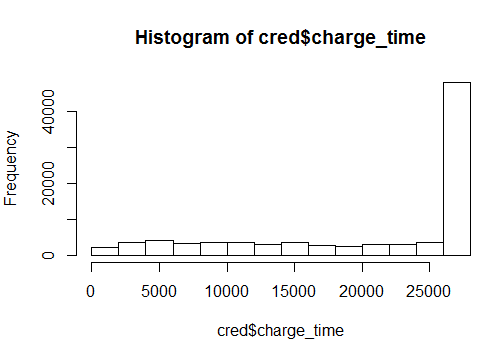 Histogram of cred$charge_time
Frequency
40000
20000
0
0 5000 10000 15000 20000 25000
cred$charge_time